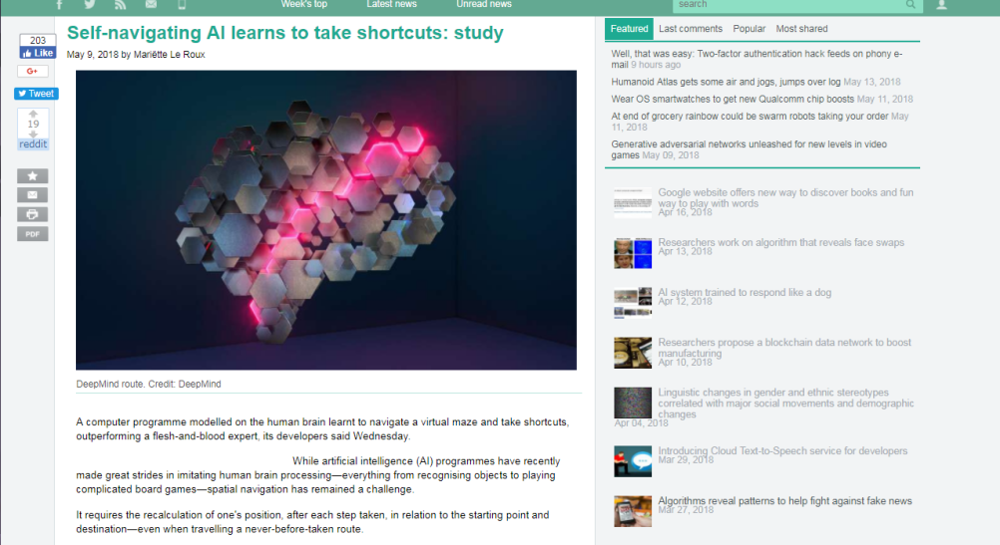 Week's top Latest news Unread news
search
203
Like
G+
Tweet
19
reddit
PDF
Self-navigating AI learns to take shortcuts: study
May 9, 2018 by Mariëtte Le Roux
DeepMind route. Credit: DeepMind
A computer programme modelled on the human brain learnt to navigate a virtual maze and take shortcuts,
outperforming a flesh-and-blood expert, its developers said Wednesday.
While artificial intelligence (AI) programmes have recently
made great strides in imitating human brain processing—everything from recognising objects to playing
complicated board games—spatial navigation has remained a challenge.
It requires the recalculation of one's position, after each step taken, in relation to the starting point and
destination—even when travelling a never-before-taken route.
Featured Last comments Popular Most shared
Well, that was easy: Two-factor authentication hack feeds on phony e-
mail 9 hours ago
Humanoid Atlas gets some air and jogs, jumps over log May 13, 2018
Wear OS smartwatches to get new Qualcomm chip boosts May 11, 2018
At end of grocery rainbow could be swarm robots taking your order May
11, 2018
Generative adversarial networks unleashed for new levels in video
games May 09, 2018
Google website offers new way to discover books and fun
way to play with words
Apr 16, 2018
Researchers work on algorithm that reveals face swaps
Apr 13, 2018
AI system trained to respond like a dog
Apr 12, 2018
Researchers propose a blockchain data network to boost
manufacturing
Apr 10, 2018
Linguistic changes in gender and ethnic stereotypes
correlated with major social movements and demographic
changes
Apr 04, 2018
Introducing Cloud Text-to-Speech service for developers
Mar 29, 2018
Algorithms reveal patterns to help fight against fake news
Mar 27, 2018